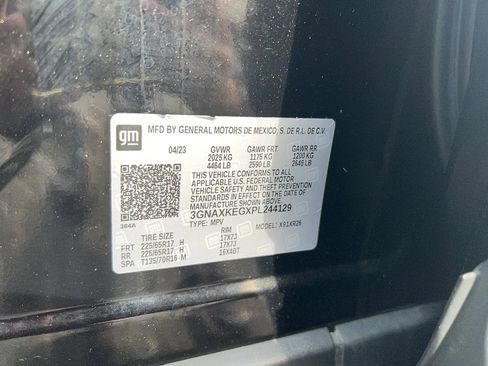 gm
MFD BY GENERAL MOTORS DE MEXICO, S. DE R.L. DE C.V.
04/23 GVWR GAWR FRT GAWR RR
2025 KG 1175 KG 1200 KG
4464 LB 2590 LB 2645 LB
THIS VEHICLE CONFORMS TO ALL
APPLICABLE U.S. FEDERAL MOTOR
VEHICLE SAFETY AND THEFT PREVENTION
STANDARDS IN EFFECT ON THE DATE
OF MANUFACTURE SHOWN ABOVE.
384A 3GNAXKEGXPL244129
TYPE: MPV MODEL: X91XR26
TIRE SIZE RIM
FRT 225/65R17 H 17X7J
RR 225/65R17 H 17X7J
SPA T135/70R16 M 16X4BT